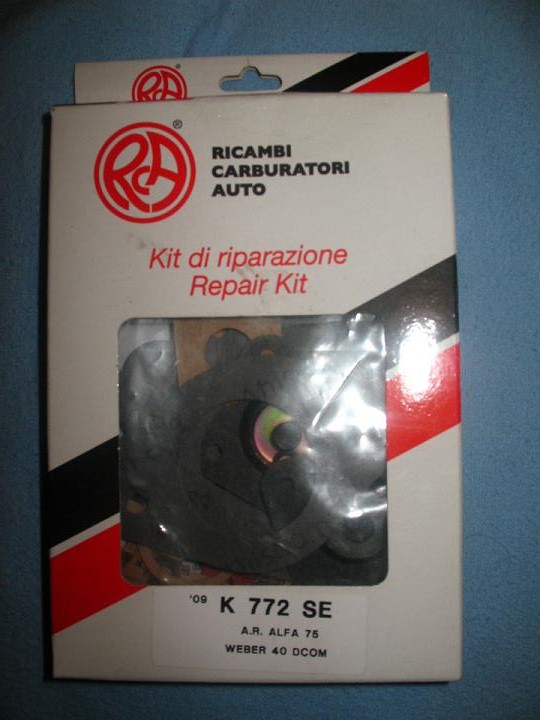 RCA
®
RICAMBI
CARBURATORI
AUTO
Kit di riparazione
Repair Kit
'09 K 772 SE
A.R. ALFA 75
WEBER 40 DCOM